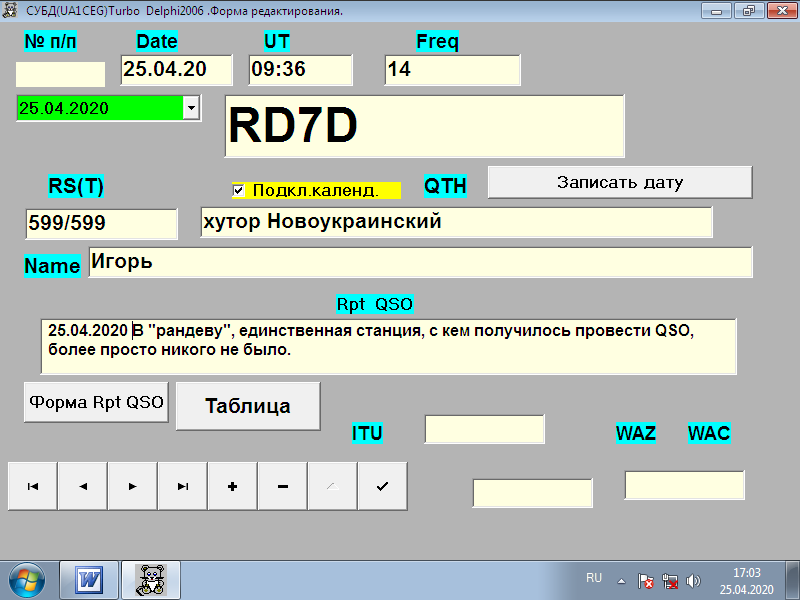 СУБД(UA1CEG)Turbo Delphi2006 .Форма редактирования.
№ п/п Date UT Freq
25.04.20 09:36 14
25.04.2020
RD7D
RS(T) Подкл.календ. QTH Записать дату
599/599 хутор Новоукраинский
Name Игорь
Rpt QSO
25.04.2020 В "рандеву", единственная станция, с кем получилось провести QSO,
более просто никого не было.
Форма Rpt QSO Таблица
ITU WAZ WAC
RU 17:03
25.04.2020